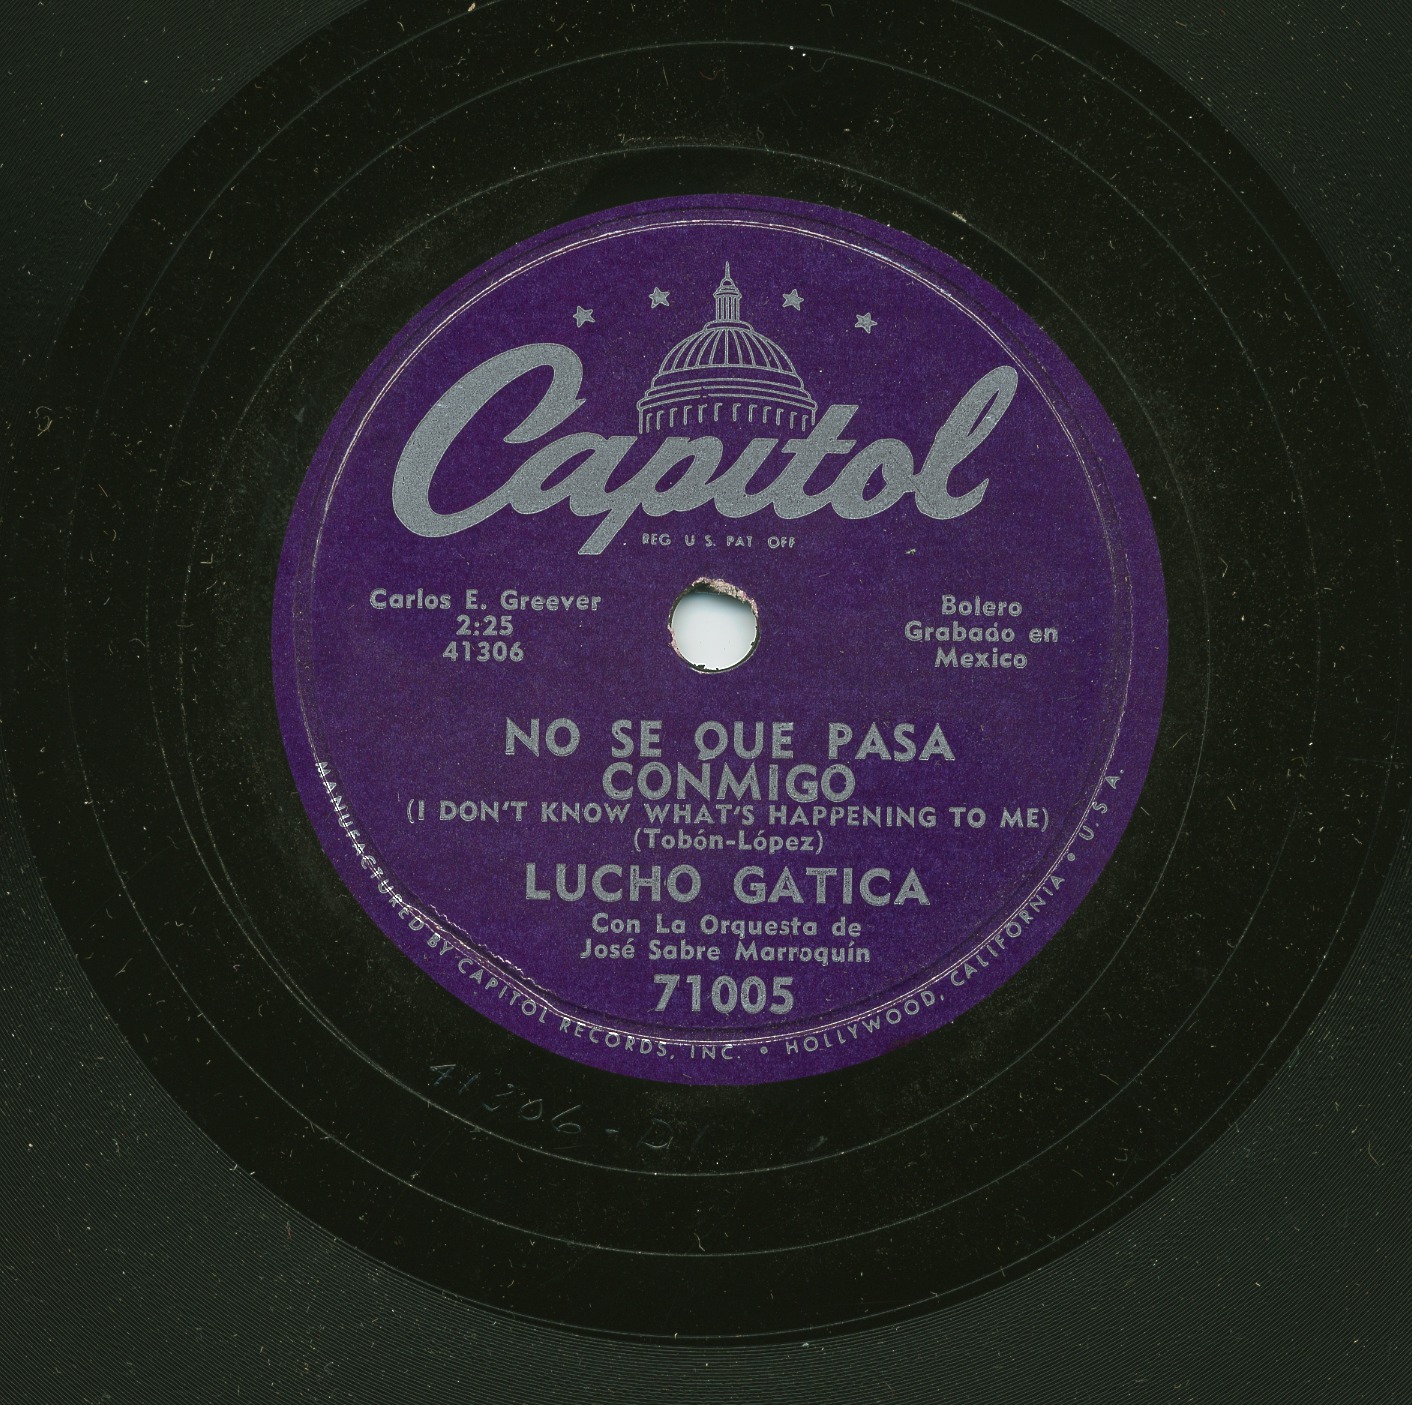 Capitol
REG U S. PAT OFF
Carlos E. Greever
2:25
41306
Bolero
Grabado en
Mexico
NO SE QUE PASA
CONMIGO
(I DON'T KNOW WHAT'S HAPPENING TO ME)
(Tobón-López)
LUCHO GATICA
Con La Orquesta de
José Sabre Marroquín
71005
MANUFACTURED BY CAPITOL RECORDS, INC. • HOLLYWOOD, CALIFORNIA • U.S.A.
41306-D1